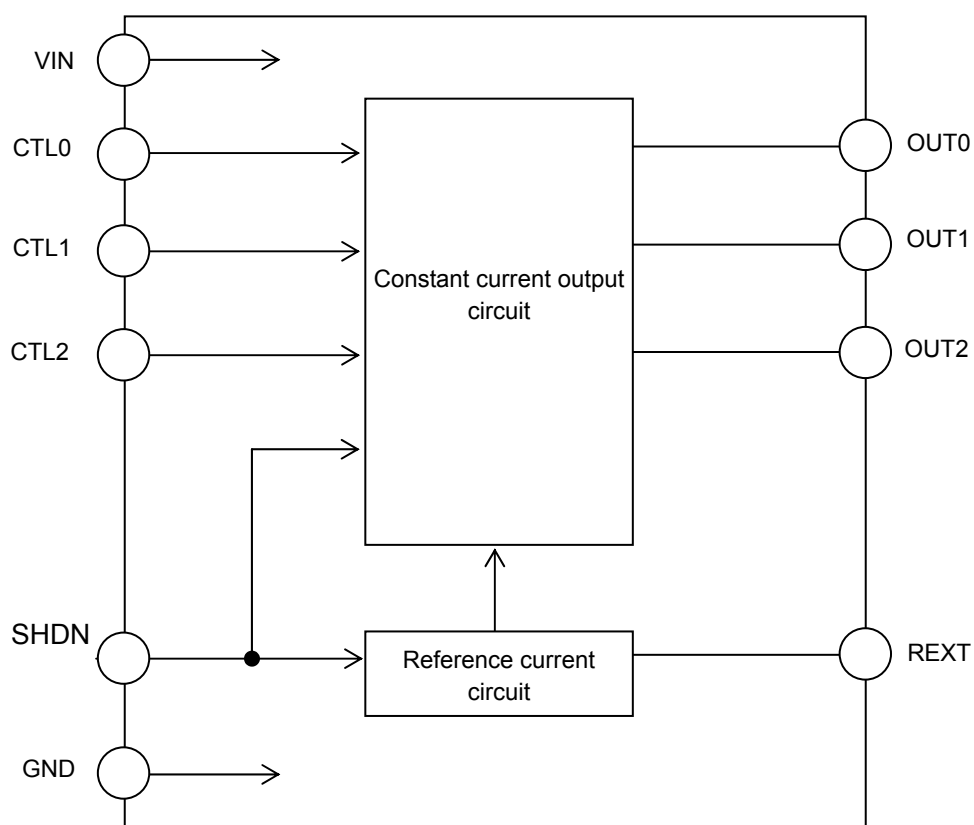 VIN
CTL0
OUT0
CTL1
OUT1
Constant current output
circuit
CTL2
OUT2
SHDN
Reference current
circuit
REXT
GND